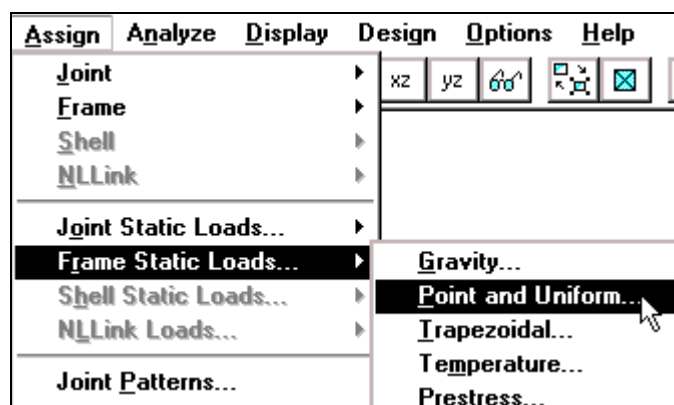 Assign Analyze Display Design Options Help
Joint
xz yz
Frame
Shell
NLLink
Joint Static Loads...
Frame Static Loads...
Gravity...
Shell Static Loads...
Point and Uniform...
NLLink Loads...
Trapezoidal...
Temperature...
Joint Patterns...
Prestress...